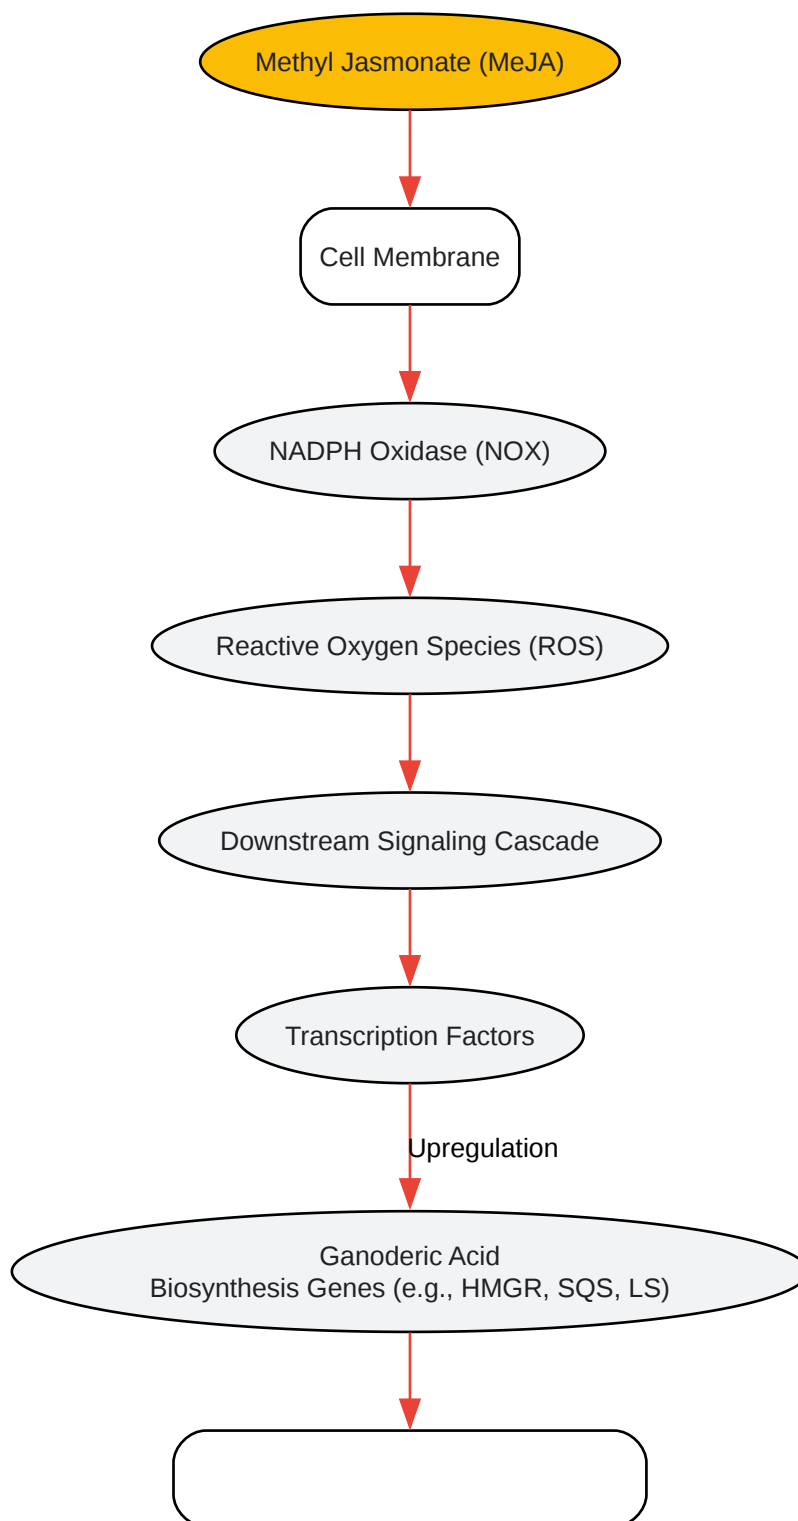 Methyl Jasmonate (MeJA)
Cell Membrane
NADPH Oxidase (NOX)
Reactive Oxygen Species (ROS)
Downstream Signaling Cascade
Transcription Factors
Upregulation
Ganoderic Acid
Biosynthesis Genes (e.g., HMGR, SQS, LS)